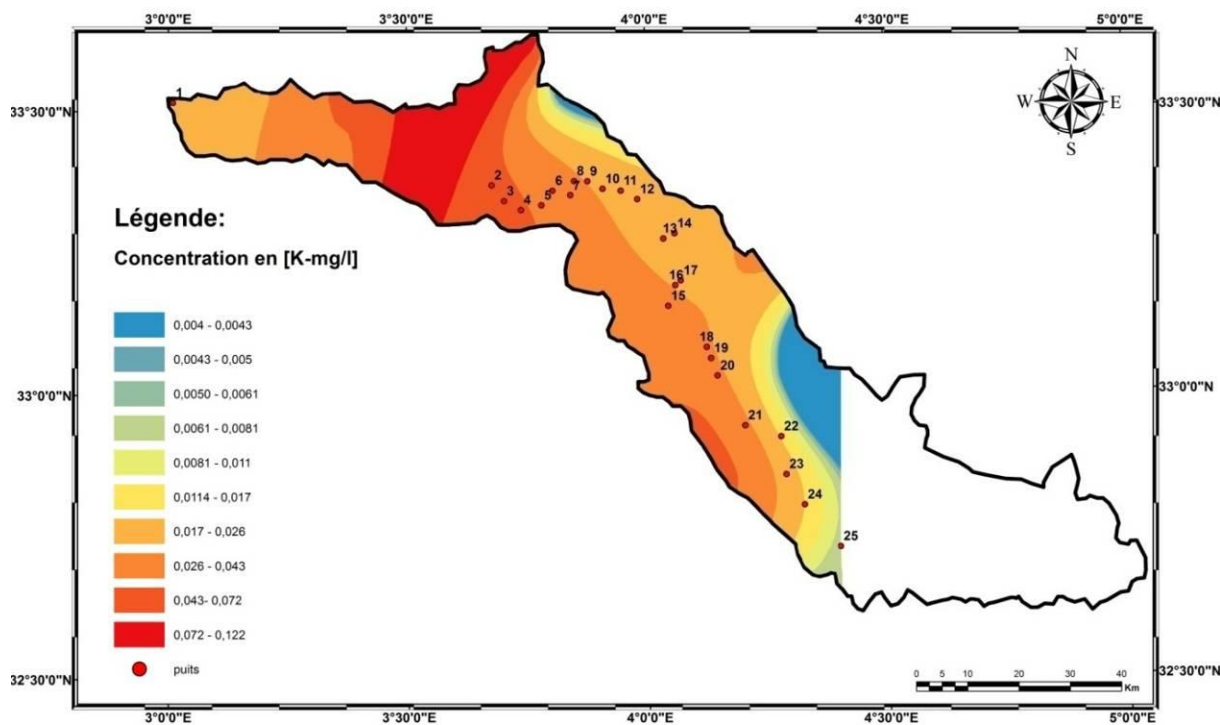 3°0'0"E 3°30'0"E 4°0'0"E 4°30'0"E 5°0'0"E
N
W E
S
33°30'0"N 33°30'0"N
33°0'0"N 33°0'0"N
32°30'0"N 32°30'0"N
1
2
3
4
5
6
7
8
9
10
11
12
13
14
15
16
17
18
19
20
21
22
23
24
25
Légende:
Concentration en [K-mg/l]
0,004 - 0,0043
0,0043 - 0,005
0,0050 - 0,0061
0,0061 - 0,0081
0,0081 - 0,011
0,0114 - 0,017
0,017 - 0,026
0,026 - 0,043
0,043- 0,072
0,072 - 0,122
puits
0 5 10 20 30 40
Km
3°0'0"E 3°30'0"E 4°0'0"E 4°30'0"E 5°0'0"E